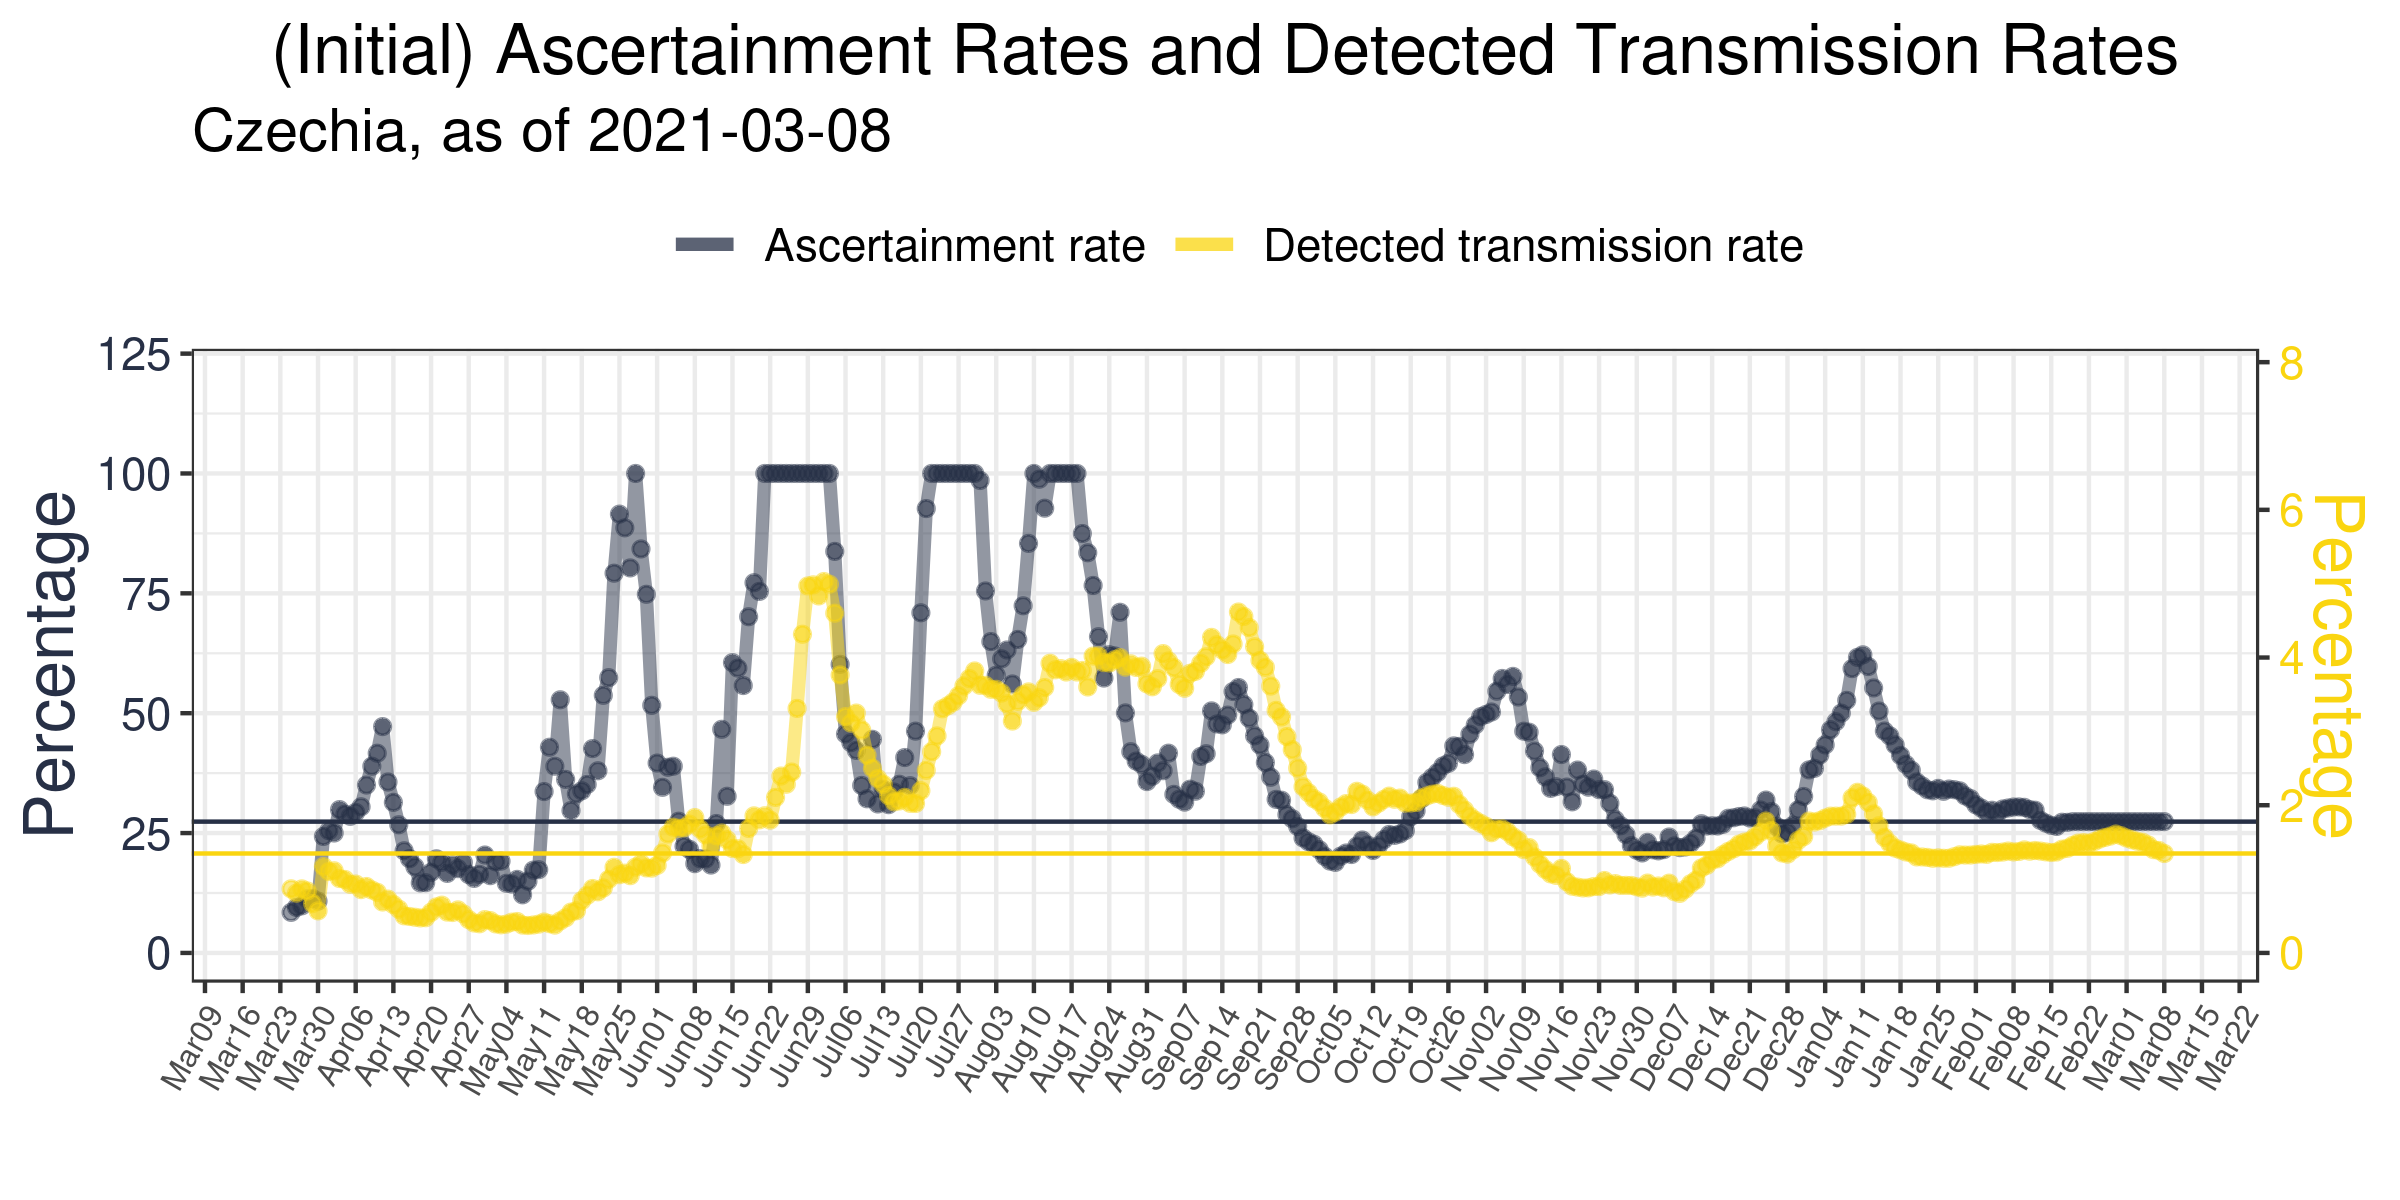 (Initial) Ascertainment Rates and Detected Transmission Rates
Czechia, as of 2021-03-08
Ascertainment rate
Detected transmission rate
Percentage
125
100
75
50
25
0
8
6
4
2
0
Percentage
Mar09
Mar16
Mar23
Mar30
Apr06
Apr13
Apr20
Apr27
May04
May11
May18
May25
Jun01
Jun08
Jun15
Jun22
Jun29
Jul06
Jul13
Jul20
Jul27
Aug03
Aug10
Aug17
Aug24
Aug31
Sep07
Sep14
Sep21
Sep28
Oct05
Oct12
Oct19
Oct26
Nov02
Nov09
Nov16
Nov23
Nov30
Dec07
Dec14
Dec21
Dec28
Jan04
Jan11
Jan18
Jan25
Feb01
Feb08
Feb15
Feb22
Mar01
Mar08
Mar15
Mar22